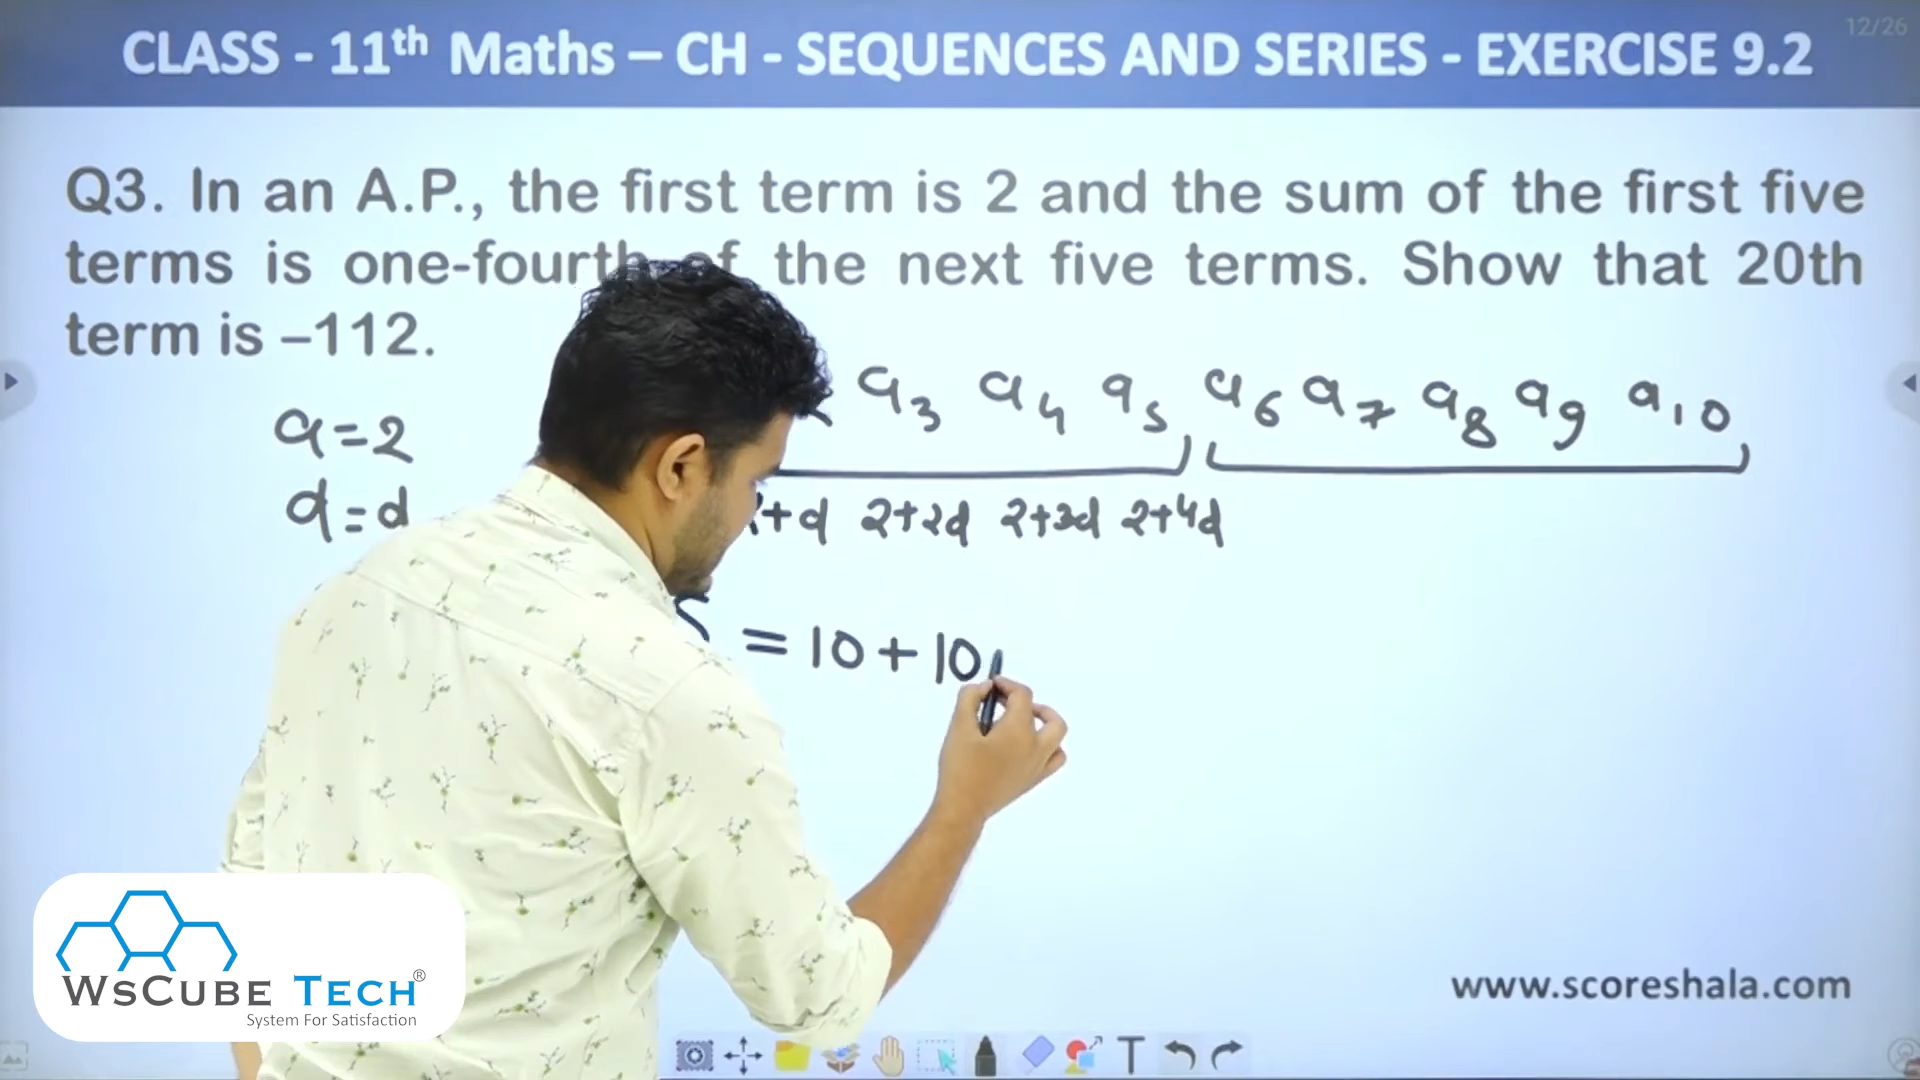 12/26
CLASS - 11th Maths – CH - SEQUENCES AND SERIES - EXERCISE 9.2
Q3. In an A.P., the first term is 2 and the sum of the first five
terms is one-fourth of the next five terms. Show that 20th
term is –112.
a3 a4 a5 a6 a7 a8 a9 a10
a=2
d=d
+d 2+2d 2+3d 2+4d
= 10 + 10
www.scoreshala.com
WSCUBE TECH®
System For Satisfaction
T